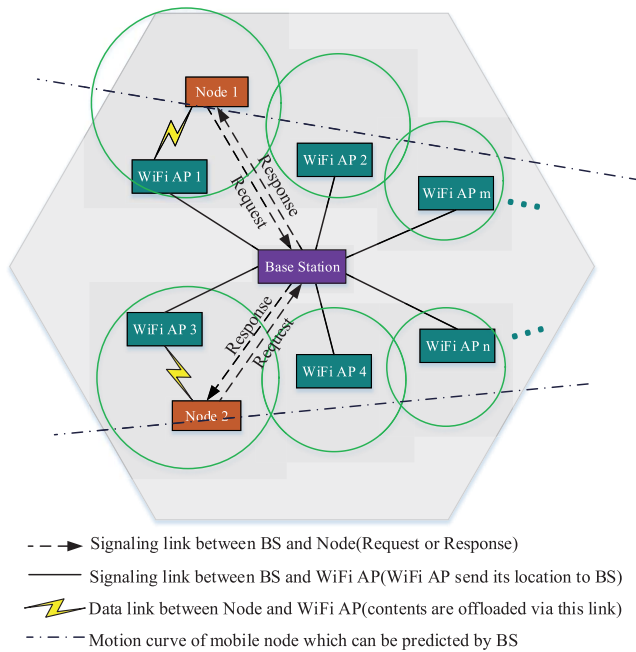 Node 1
WiFi AP 1
WiFi AP 2
WiFi AP m
Response
Request
Base Station
WiFi AP 3
Response
Request
WiFi AP 4
WiFi AP n
Node 2
Signaling link between BS and Node(Request or Response)
Signaling link between BS and WiFi AP(WiFi AP send its location to BS)
Data link between Node and WiFi AP(contents are offloaded via this link)
Motion curve of mobile node which can be predicted by BS